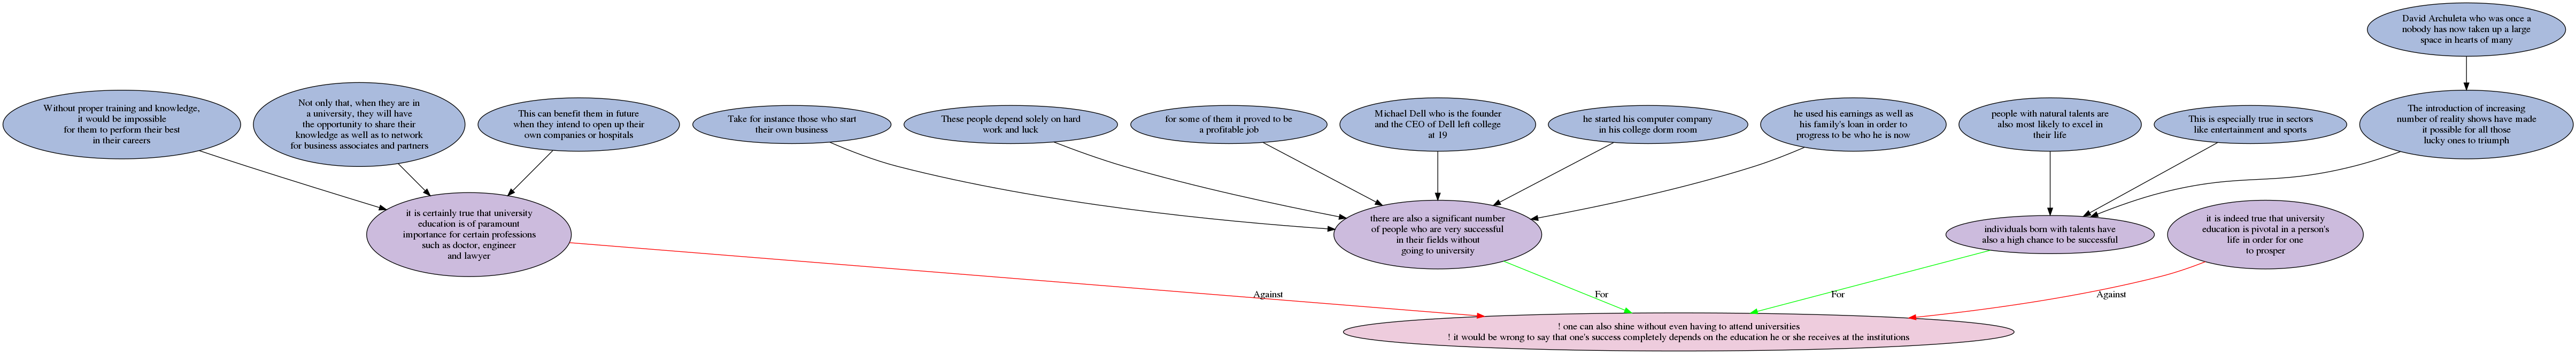 David Archuleta who was once a
nobody has now taken up a large
space in hearts of many
Without proper training and knowledge,
it would be impossible
for them to perform their best
in their careers
Not only that, when they are in
a university, they will have
the opportunity to share their
knowledge as well as to network
for business associates and partners
This can benefit them in future
when they intend to open up their
own companies or hospitals
Take for instance those who start
their own business
These people depend solely on hard
work and luck
for some of them it proved to be
a profitable job
Michael Dell who is the founder
and the CEO of Dell left college
at 19
he started his computer company
in his college dorm room
he used his earnings as well as
his family's loan in order to
progress to be who he is now
people with natural talents are
also most likely to excel in
their life
This is especially true in sectors
like entertainment and sports
The introduction of increasing
number of reality shows have made
it possible for all those
lucky ones to triumph
it is certainly true that university
education is of paramount
importance for certain professions
such as doctor, engineer
and lawyer
there are also a significant number
of people who are very successful
in their fields without
going to university
individuals born with talents have
also a high chance to be successful
it is indeed true that university
education is pivotal in a person's
life in order for one
to prosper
Against
For
For
Against
! one can also shine without even having to attend universities
! it would be wrong to say that one's success completely depends on the education he or she receives at the institutions